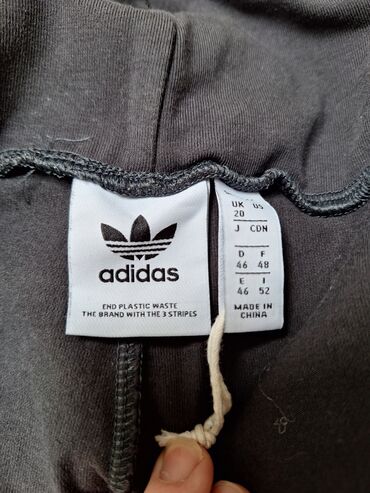 adidas
END PLASTIC WASTE
THE BRAND WITH THE 3 STRIPES
UK US
20
J CDN
D F
46 48
E I
46 52
MADE IN
CHINA